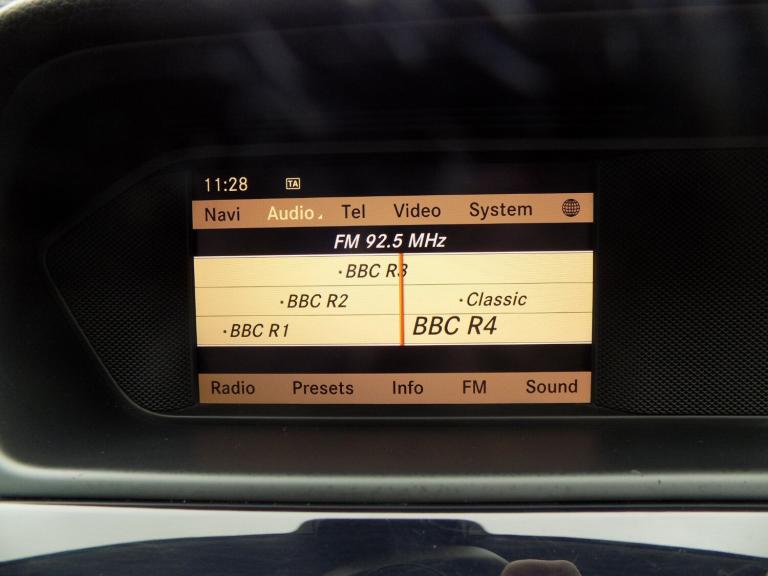 11:28 TA
Navi Audio Tel Video System
FM 92.5 MHz
·BBC R3
·BBC R2 ·Classic
·BBC R1 BBC R4
Radio Presets Info FM Sound